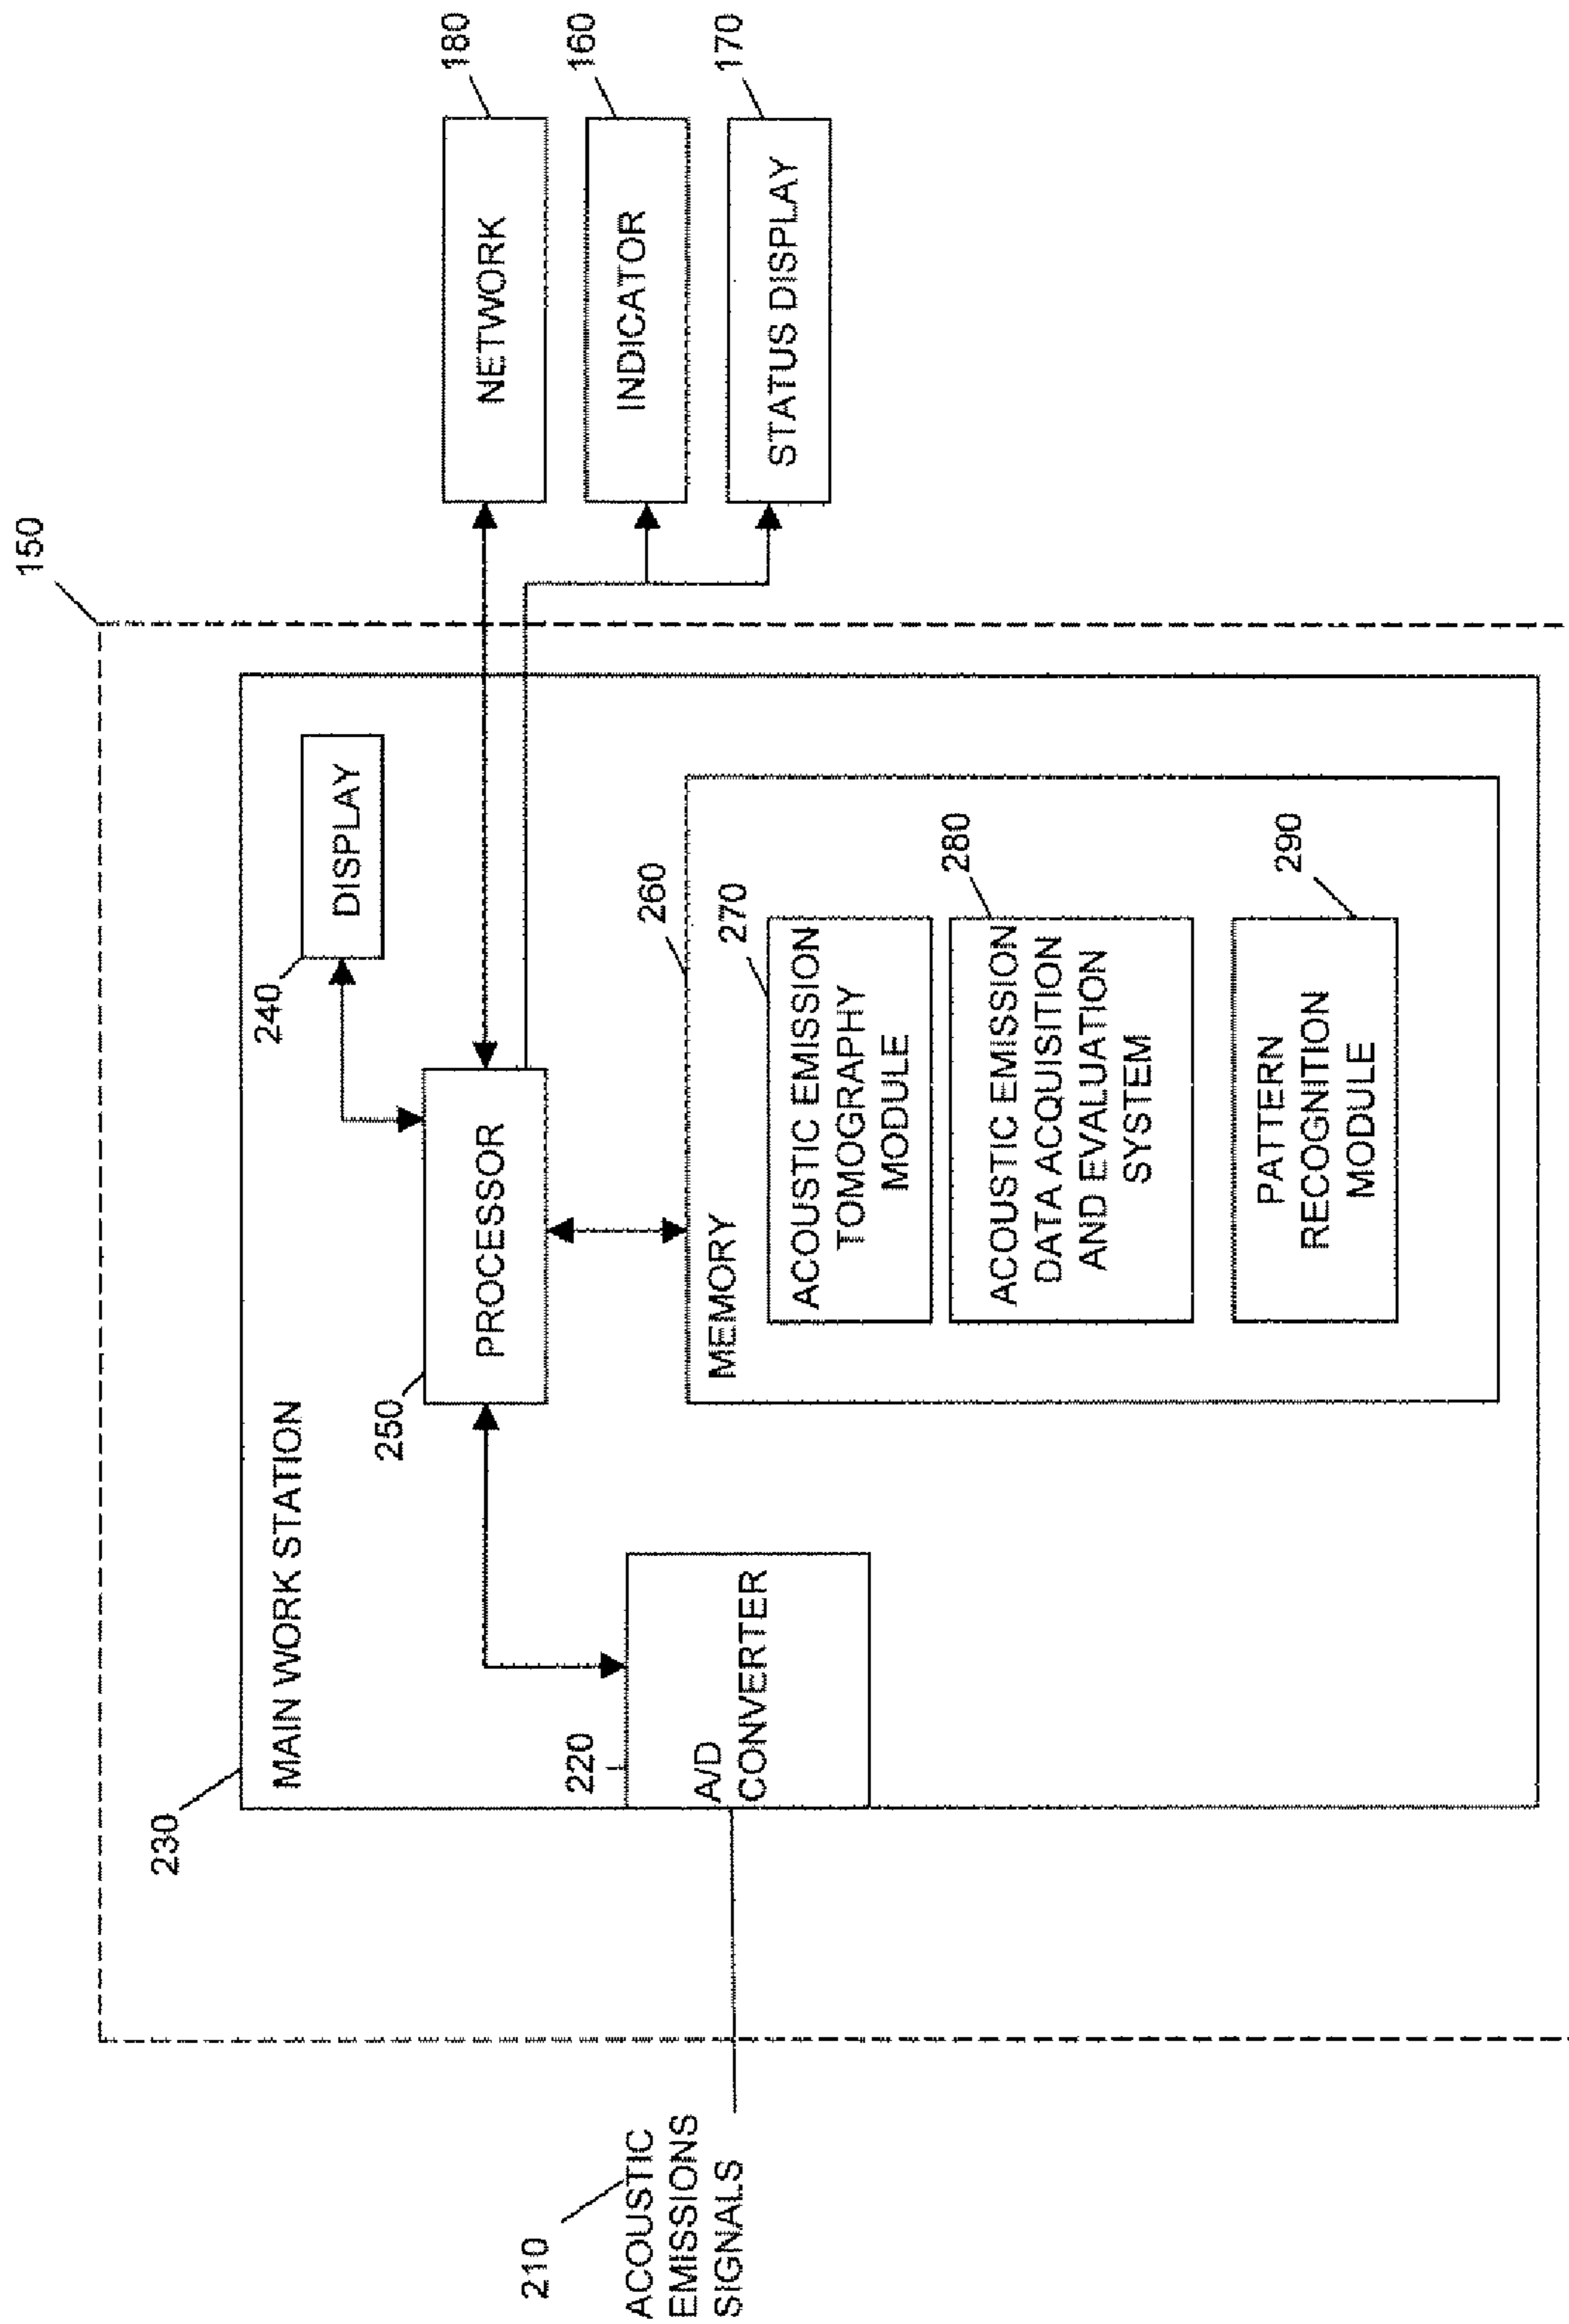 150
230
MAIN WORK STATION
240
DISPLAY
180
NETWORK
250
PROCESSOR
160
INDICATOR
210
ACOUSTIC
EMISSIONS
SIGNALS
220
A/D
CONVERTER
260
MEMORY
170
STATUS DISPLAY
270
ACOUSTIC EMISSION
TOMOGRAPHY
MODULE
280
ACOUSTIC EMISSION
DATA ACQUISITION
AND EVALUATION
SYSTEM
290
PATTERN
RECOGNITION
MODULE